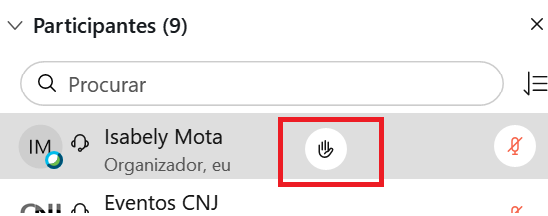 Participantes (9)
Procurar
IM
Isabely Mota
Organizador, eu
Eventos CNJ